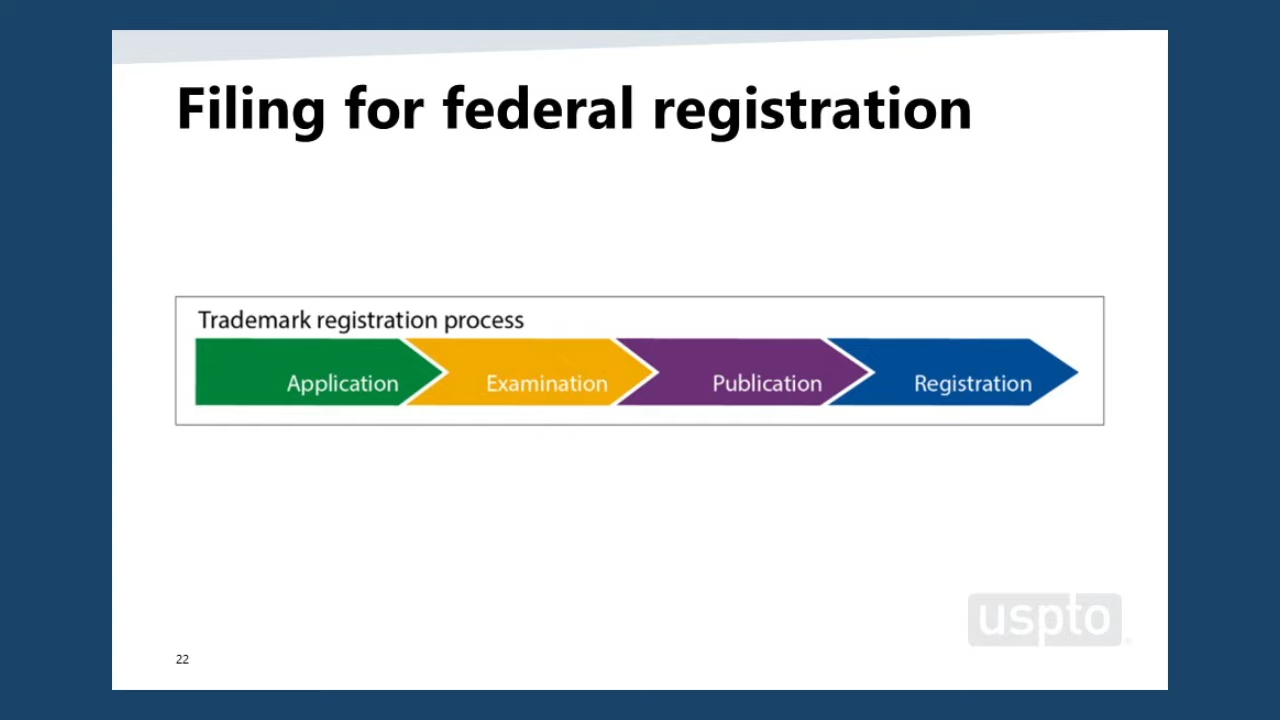 Filing for federal registration
Trademark registration process
Application
Examination
Publication
Registration
uspto
22